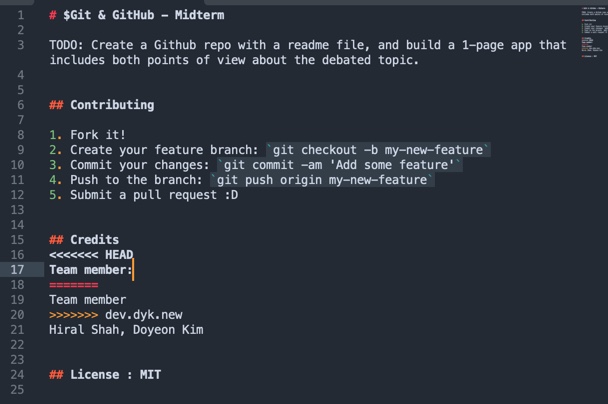 1 # $Git & GitHub - Midterm
2
3 TODO: Create a Github repo with a readme file, and build a 1-page app that
includes both points of view about the debated topic.
4
5
6 ## Contributing
7
8 1. Fork it!
9 2. Create your feature branch: `git checkout -b my-new-feature`
10 3. Commit your changes: `git commit -am 'Add some feature'`
11 4. Push to the branch: `git push origin my-new-feature`
12 5. Submit a pull request :D
13
14
15 ## Credits
16 <<<<<<< HEAD
17 Team member:
18 =======
19 Team member
20 >>>>>>> dev.dyk.new
21 Hiral Shah, Doyeon Kim
22
23
24 ## License : MIT
25